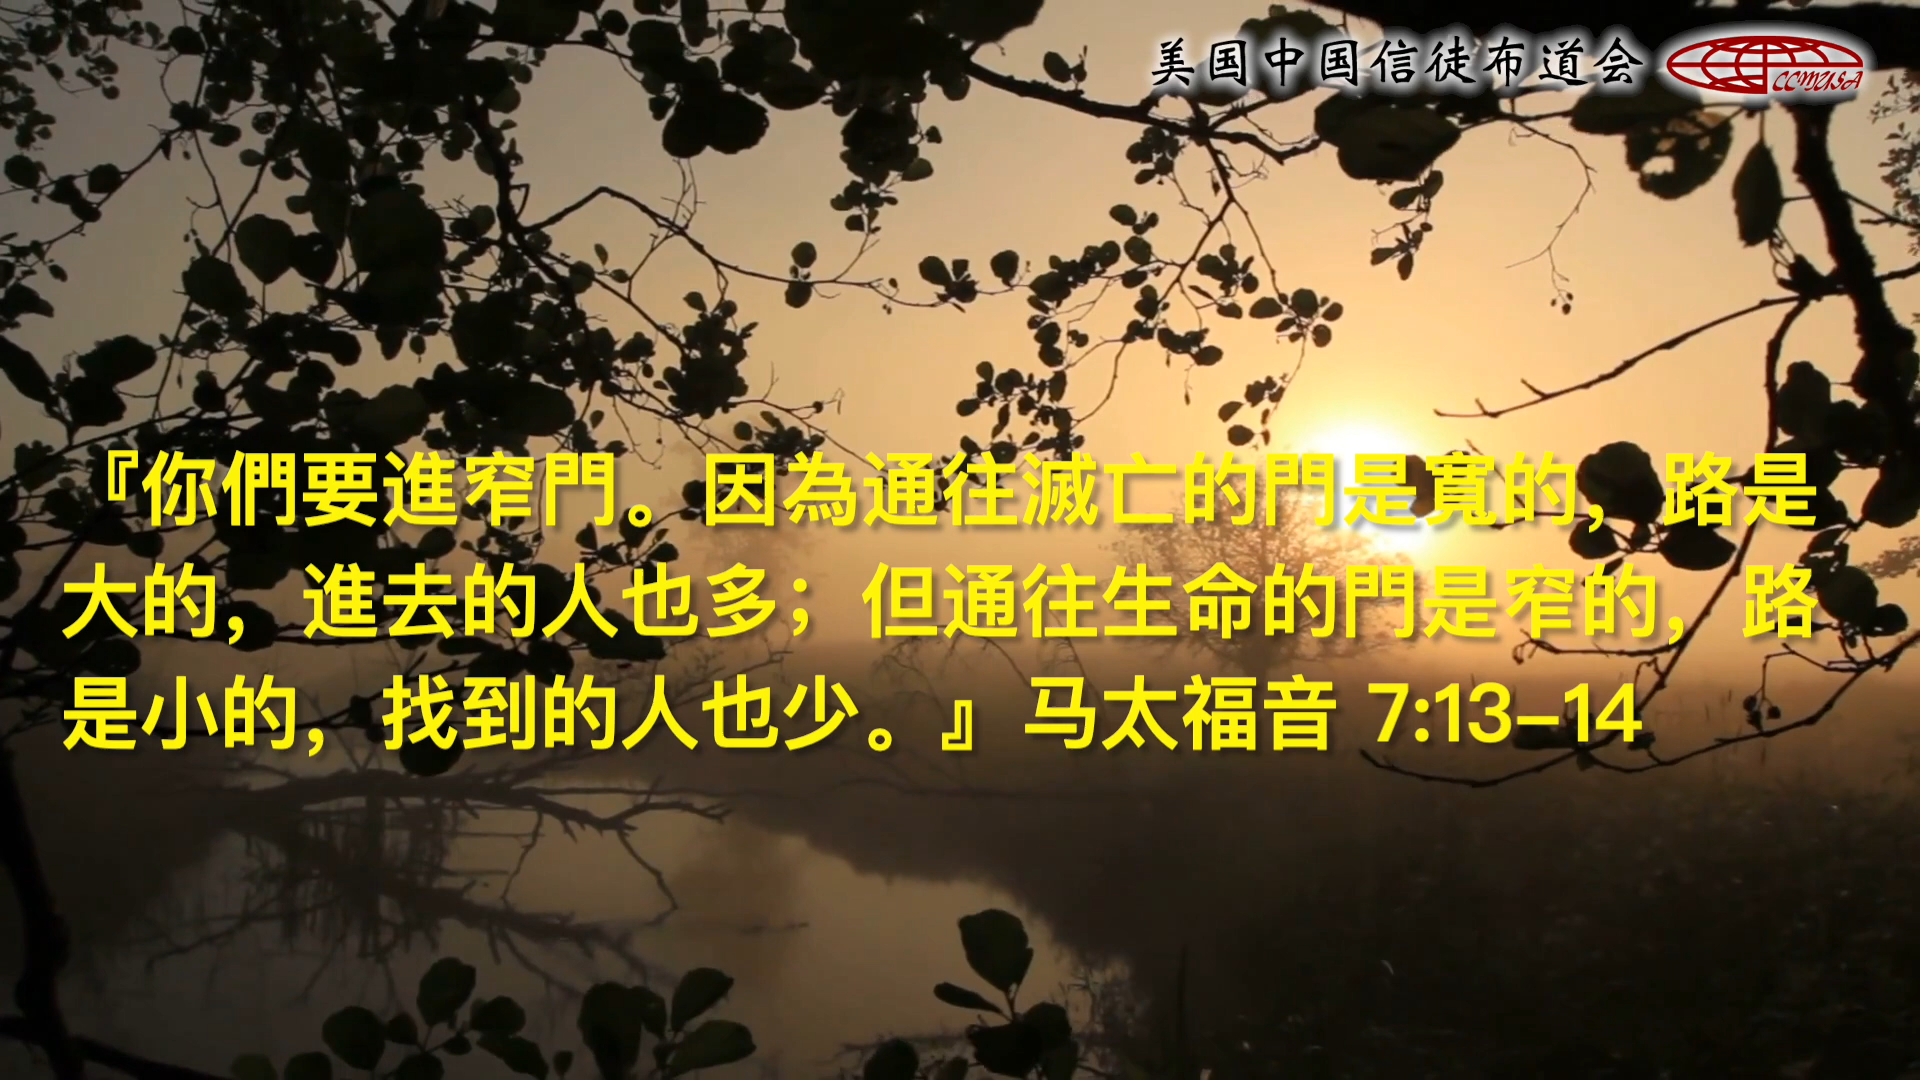 美国中国信徒布道会
CCMUSA
『你們要進窄門。因為通往滅亡的門是寬的，路是
大的，進去的人也多；但通往生命的門是窄的，路
是小的，找到的人也少。』马太福音 7:13–14